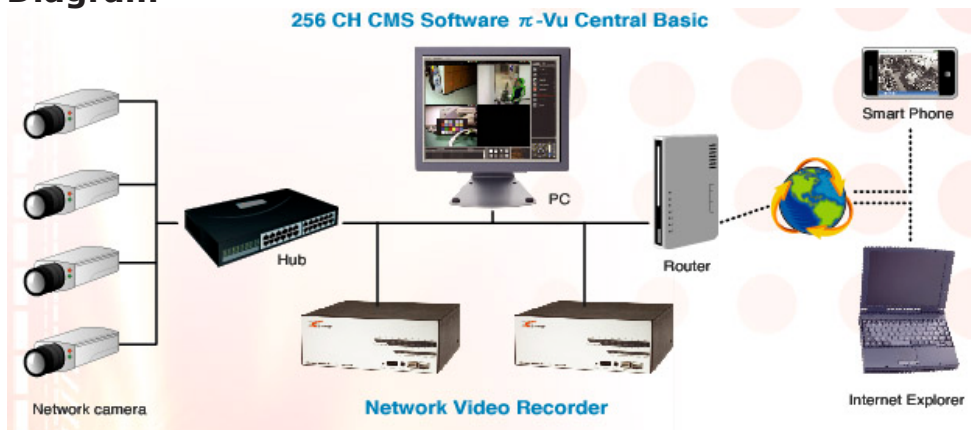 Diagram
256 CH CMS Software π-Vu Central Basic
Smart Phone
PC
Hub
Router
Network camera
Network Video Recorder
Internet Explorer